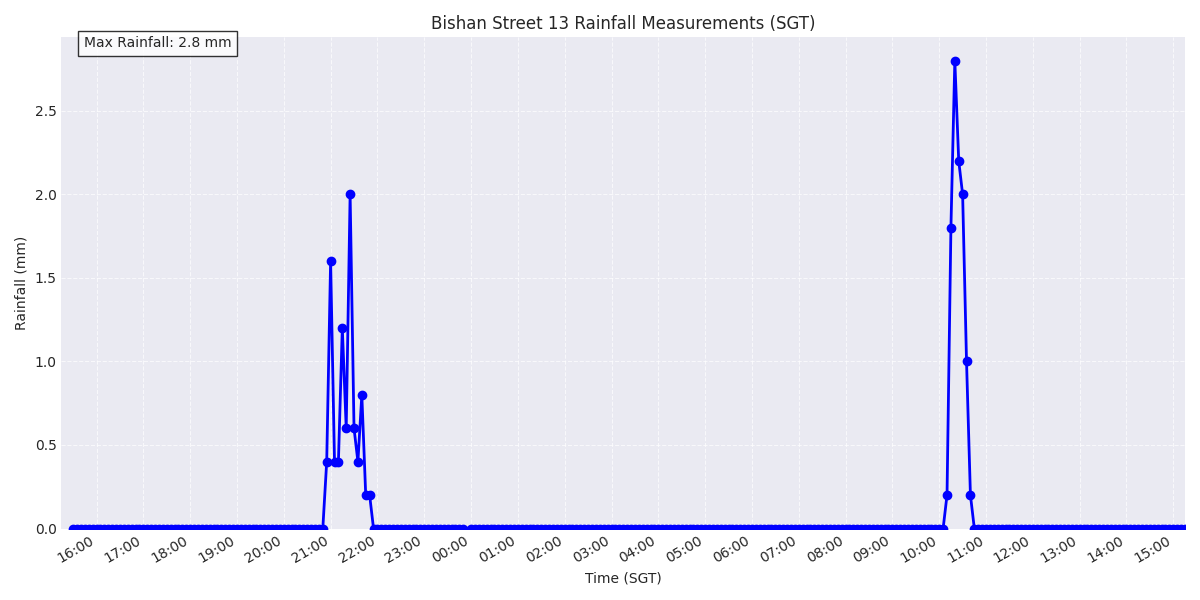 Bishan Street 13 Rainfall Measurements (SGT)
Max Rainfall: 2.8 mm
Rainfall (mm)
2.5
2.0
1.5
1.0
0.5
0.0
16:00 17:00 18:00 19:00 20:00 21:00 22:00 23:00 00:00 01:00 02:00 03:00 04:00 05:00 06:00 07:00 08:00 09:00 10:00 11:00 12:00 13:00 14:00 15:00
Time (SGT)